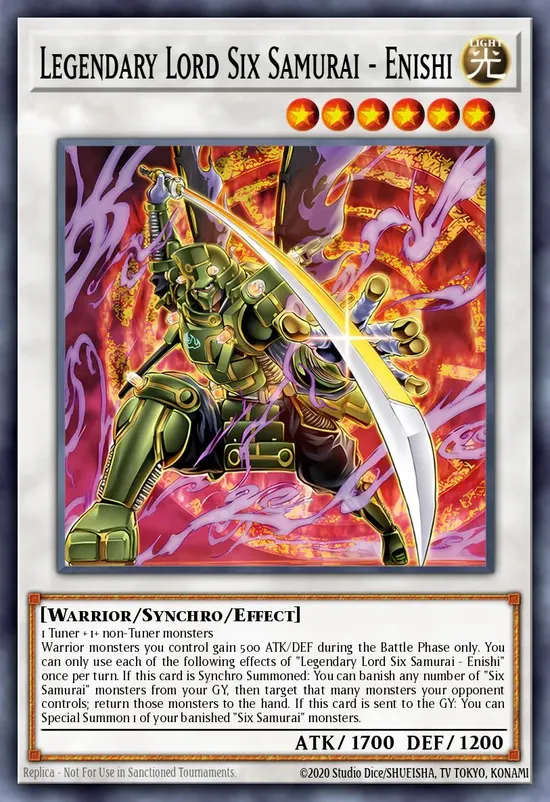 Legendary Lord Six Samurai - Enishi
LIGHT
光
[Warrior/Synchro/Effect]
1 Tuner + 1+ non-Tuner monsters
Warrior monsters you control gain 500 ATK/DEF during the Battle Phase only. You
can only use each of the following effects of "Legendary Lord Six Samurai - Enishi"
once per turn. If this card is Synchro Summoned: You can banish any number of "Six
Samurai" monsters from your GY, then target that many monsters your opponent
controls; return those monsters to the hand. If this card is sent to the GY: You can
Special Summon 1 of your banished "Six Samurai" monsters.
ATK/ 1700 DEF/ 1200
Replica - Not For Use in Sanctioned Tournaments.
©2020 Studio Dice/SHUEISHA, TV TOKYO, KONAMI